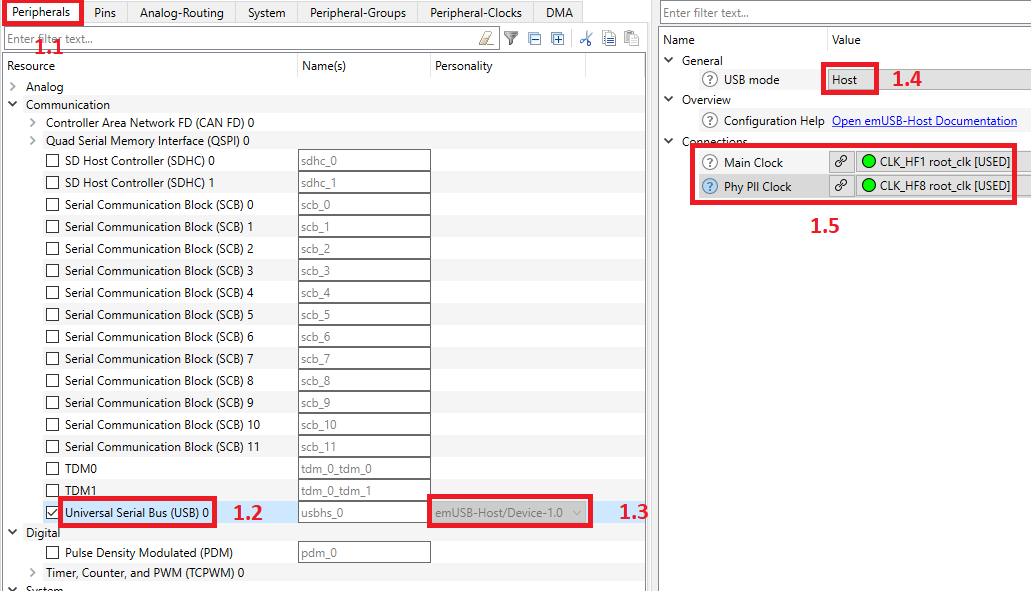 Peripherals Pins Analog-Routing System Peripheral-Groups Peripheral-Clocks DMA
Enter filter text...
1.1
Resource Name(s) Personality
Analog
Communication
Controller Area Network FD (CAN FD) 0
Quad Serial Memory Interface (QSPI) 0
SD Host Controller (SDHC) 0 sdhc_0
SD Host Controller (SDHC) 1 sdhc_1
Serial Communication Block (SCB) 0 scb_0
Serial Communication Block (SCB) 1 scb_1
Serial Communication Block (SCB) 2 scb_2
Serial Communication Block (SCB) 3 scb_3
Serial Communication Block (SCB) 4 scb_4
Serial Communication Block (SCB) 5 scb_5
Serial Communication Block (SCB) 6 scb_6
Serial Communication Block (SCB) 7 scb_7
Serial Communication Block (SCB) 8 scb_8
Serial Communication Block (SCB) 9 scb_9
Serial Communication Block (SCB) 10 scb_10
Serial Communication Block (SCB) 11 scb_11
TDM0 tdm_0_tdm_0
TDM1 tdm_0_tdm_1
Universal Serial Bus (USB) 0 1.2 usbhs_0 emUSB-Host/Device-1.0 1.3
Digital
Pulse Density Modulated (PDM) pdm_0
Timer, Counter, and PWM (TCPWM) 0
System
Enter filter text...
Name Value
General
? USB mode Host 1.4
Overview
? Configuration Help Open emUSB-Host Documentation
Connections
? Main Clock CLK_HF1 root_clk [USED]
? Phy Pll Clock CLK_HF8 root_clk [USED]
1.5